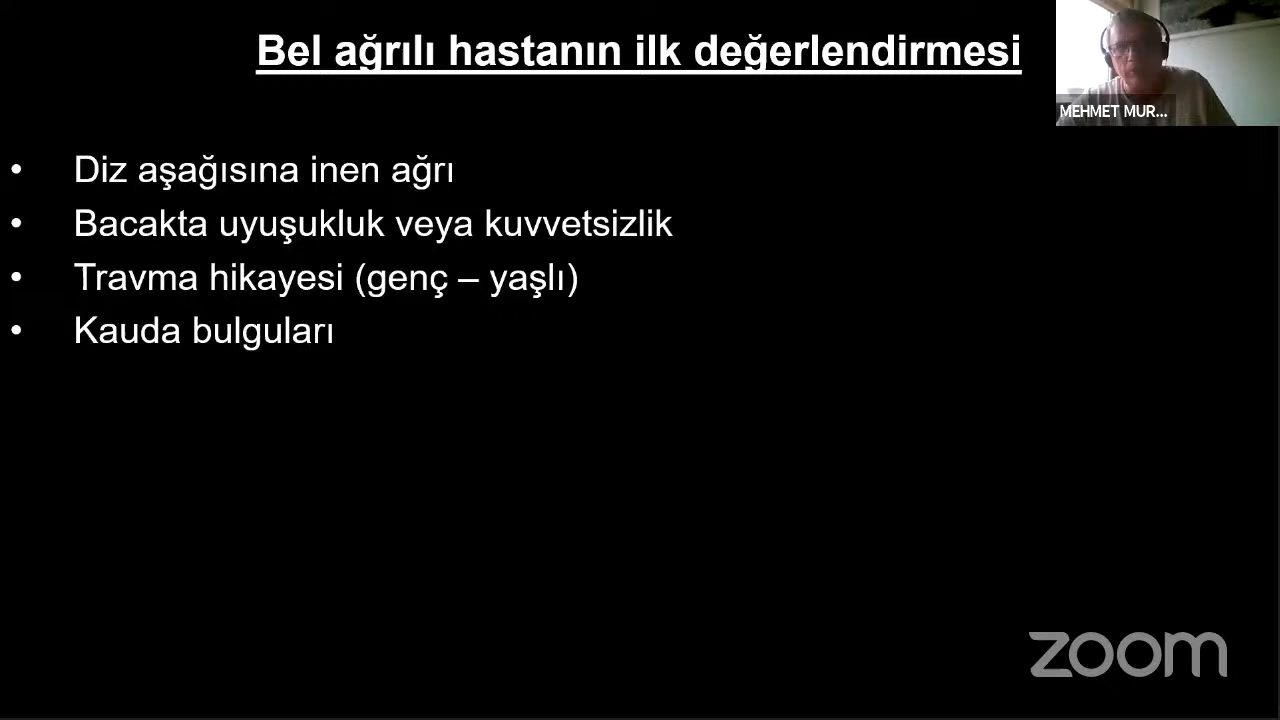 Bel ağrılı hastanın ilk değerlendirmesi
MEHMET MUR...
• Diz aşağısına inen ağrı
• Bacakta uyuşukluk veya kuvvetsizlik
• Travma hikayesi (genç – yaşlı)
• Kauda bulguları
zoom